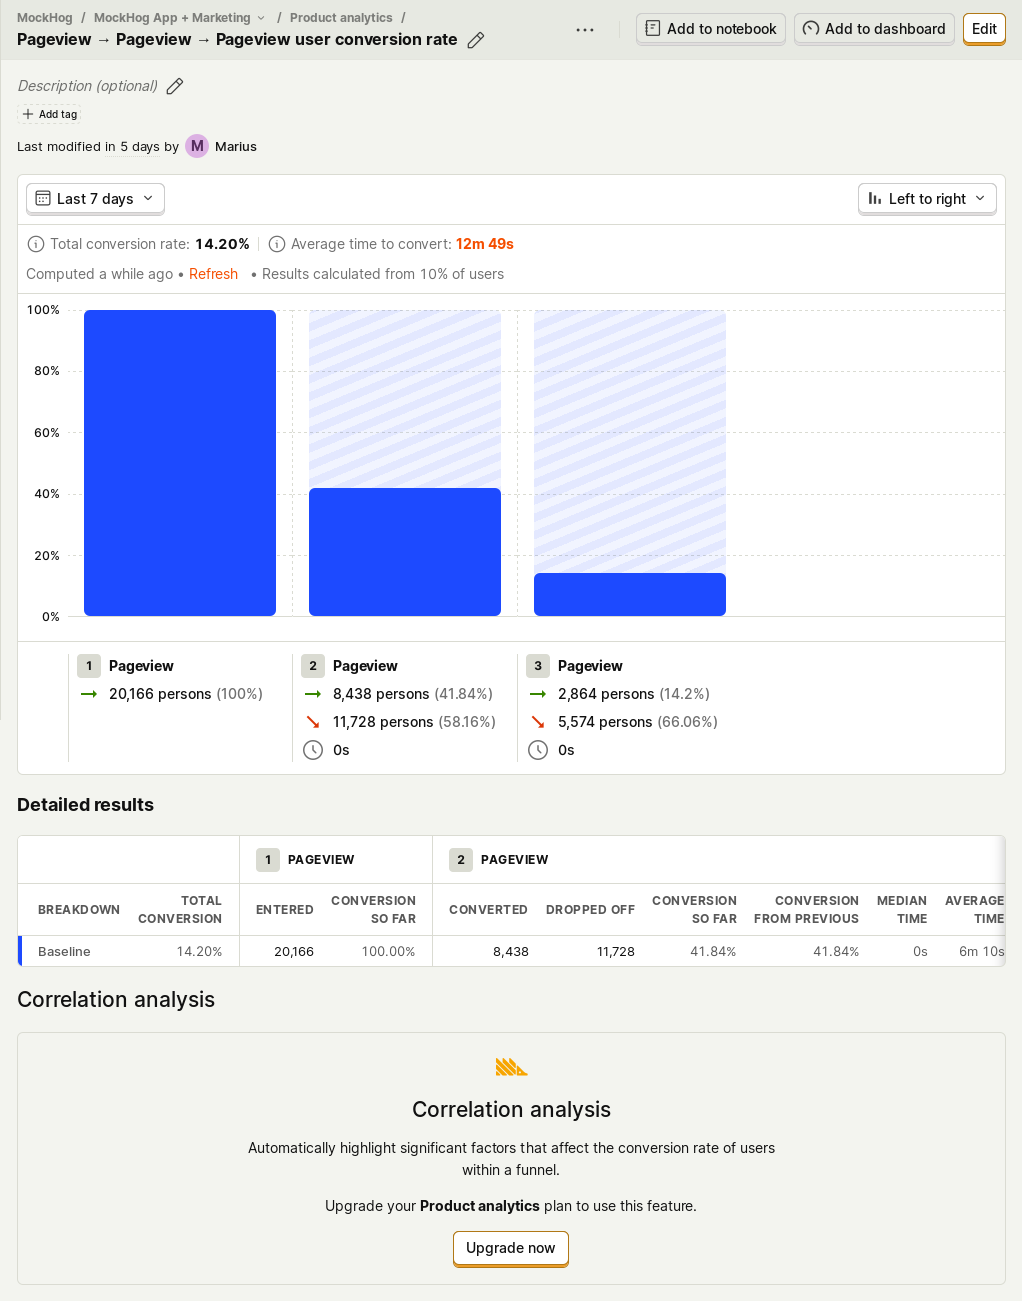 MockHog / MockHog App + Marketing / Product analytics /
Pageview → Pageview → Pageview user conversion rate
Add to notebook
Add to dashboard
Edit
Description (optional)
Add tag
Last modified in 5 days by M Marius
Last 7 days
Left to right
Total conversion rate: 14.20%
Average time to convert: 12m 49s
Computed a while ago • Refresh • Results calculated from 10% of users
100%
80%
60%
40%
20%
0%
1 Pageview
20,166 persons (100%)
2 Pageview
8,438 persons (41.84%)
11,728 persons (58.16%)
0s
3 Pageview
2,864 persons (14.2%)
5,574 persons (66.06%)
0s
Detailed results
1 PAGEVIEW
2 PAGEVIEW
BREAKDOWN
TOTAL
CONVERSION
ENTERED
CONVERSION
SO FAR
CONVERTED
DROPPED OFF
CONVERSION
SO FAR
CONVERSION
FROM PREVIOUS
MEDIAN
TIME
AVERAGE
TIME
Baseline 14.20% 20,166 100.00% 8,438 11,728 41.84% 41.84% 0s 6m 10s
Correlation analysis
Correlation analysis
Automatically highlight significant factors that affect the conversion rate of users
within a funnel.
Upgrade your Product analytics plan to use this feature.
Upgrade now